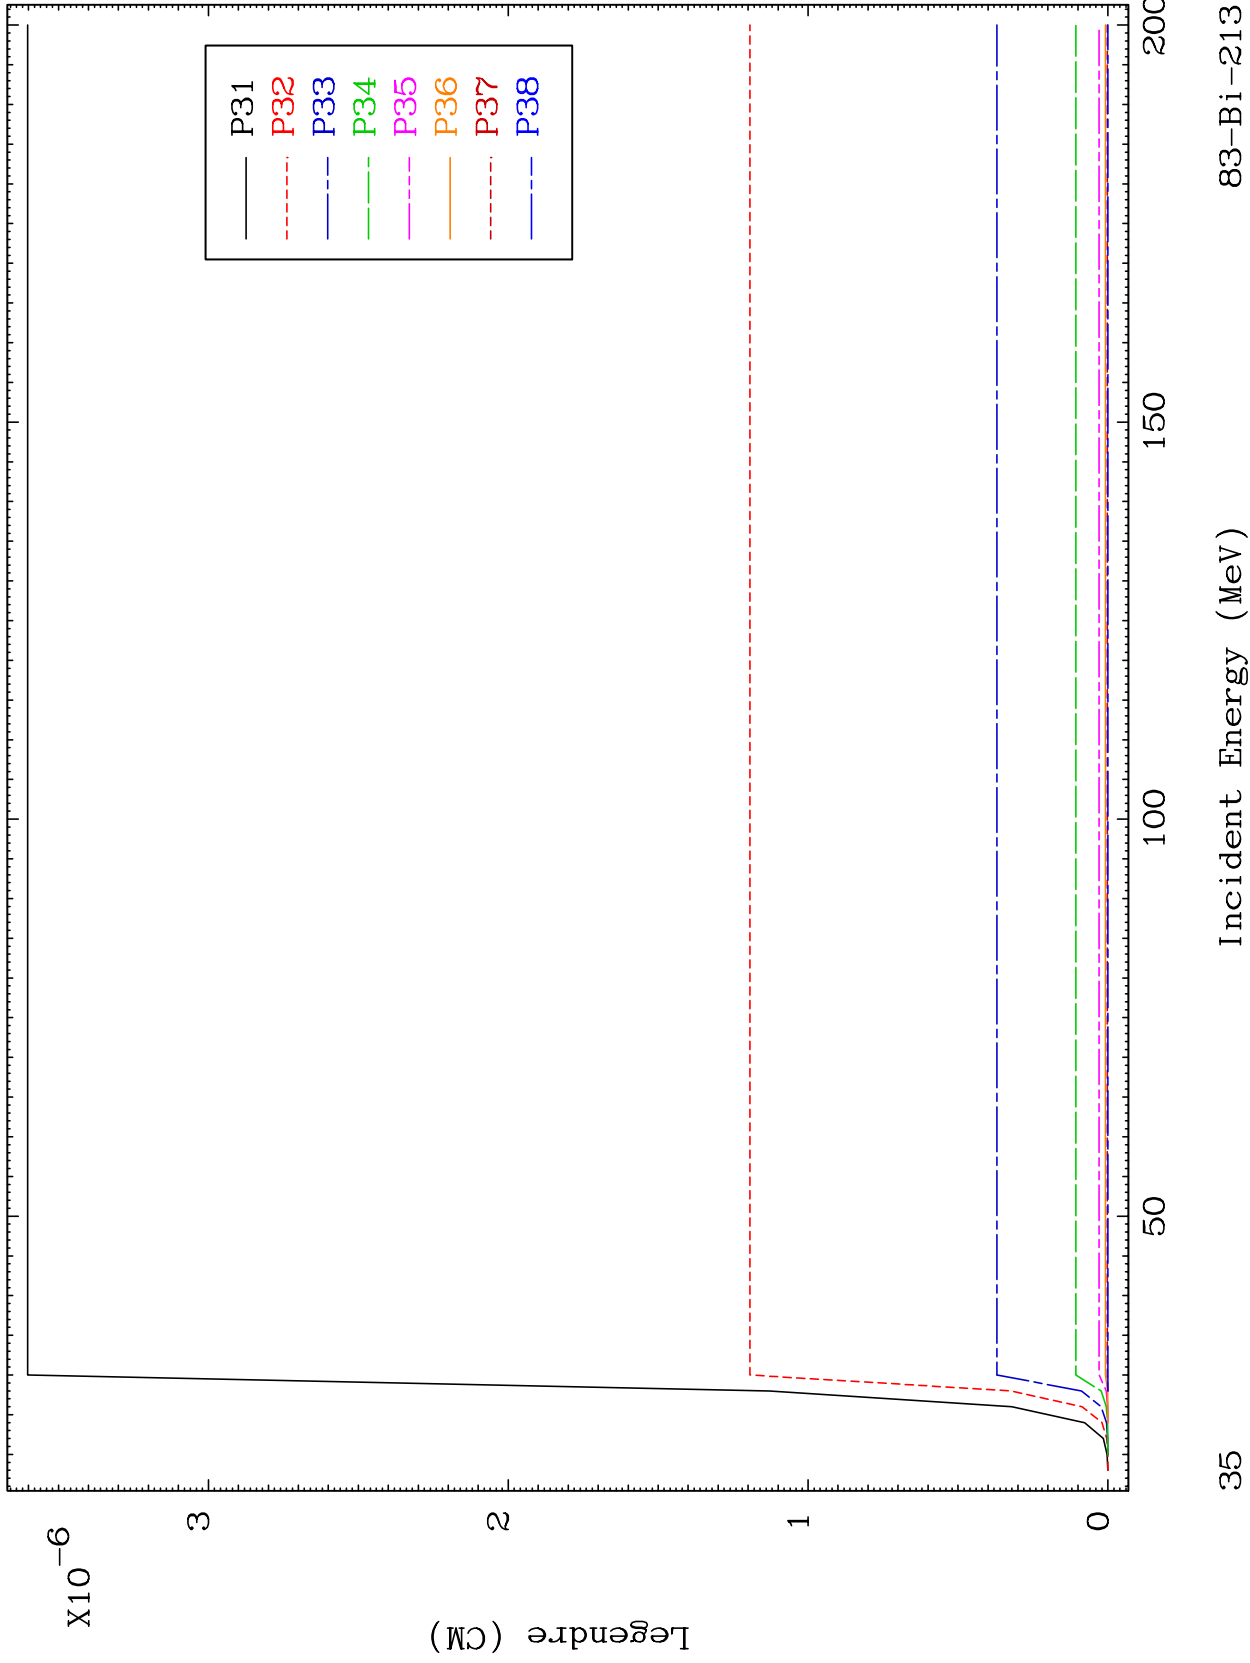 X10
-6
3
2
1
0
Legendre (CM)
P31
P32
P33
P34
P35
P36
P37
P38
50
100
150
200
Incident Energy (MeV)
35
83-Bi-213